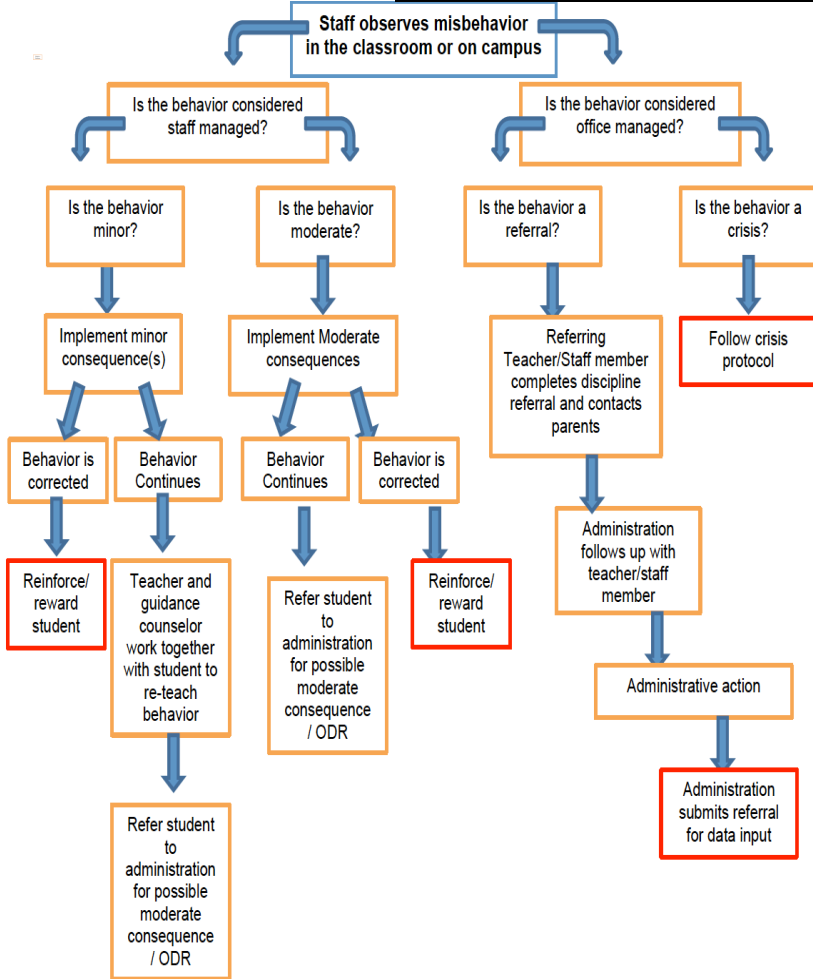 Staff observes misbehavior
in the classroom or on campus
Is the behavior considered
staff managed?
Is the behavior considered
office managed?
Is the behavior
minor?
Is the behavior
moderate?
Is the behavior a
referral?
Is the behavior a
crisis?
Implement minor
consequence(s)
Implement Moderate
consequences
Referring
Teacher/Staff member
completes discipline
referral and contacts
parents
Follow crisis
protocol
Behavior is
corrected
Behavior
Continues
Behavior
Continues
Behavior is
corrected
Administration
follows up with
teacher/staff
member
Reinforce/
reward
student
Teacher and
guidance
counselor
work together
with student to
re-teach
behavior
Refer student
to
administration
for possible
moderate
consequence
/ ODR
Reinforce/
reward
student
Administrative action
Administration
submits referral
for data input
Refer student
to
administration
for possible
moderate
consequence
/ ODR